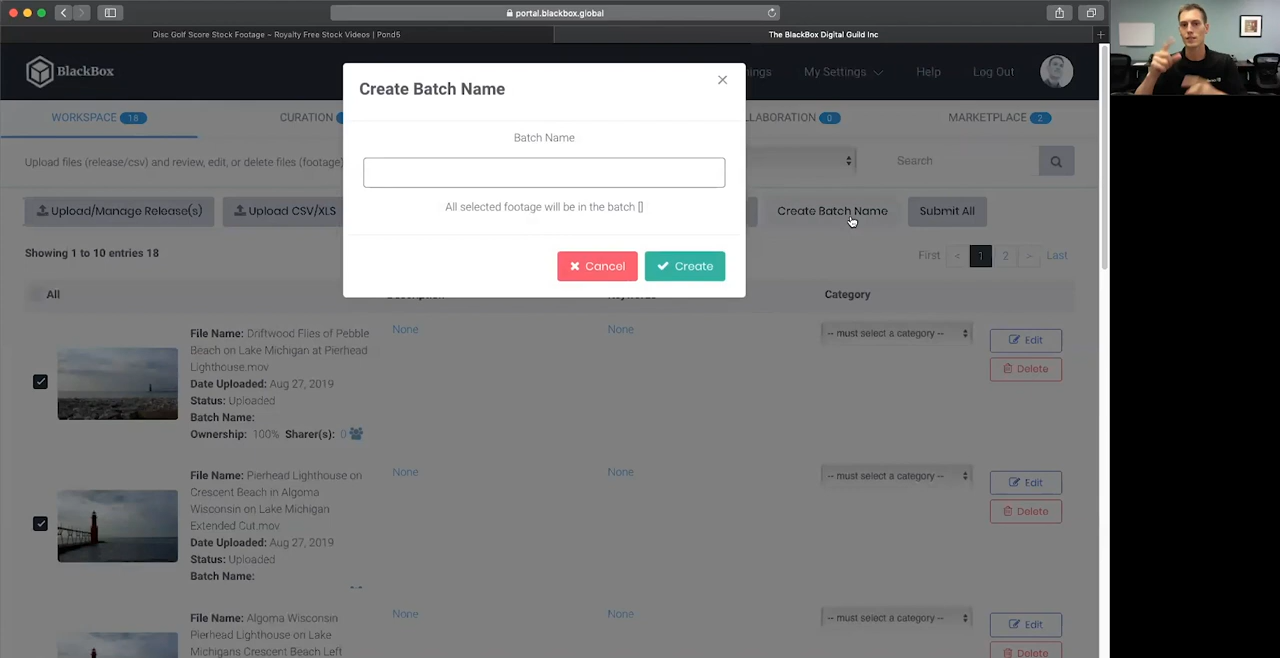 portal.blackbox.global
Disc Golf Score Stock Footage – Royalty Free Stock Videos | Pond5
The BlackBox Digital Guild Inc
BlackBox
My Settings
Help
Log Out
Create Batch Name
WORKSPACE 18
CURATION
MARKETPLACE 2
Batch Name
Upload files (release/csv) and review, edit, or delete files (footage)
Search
All selected footage will be in the batch []
Upload/Manage Release(s)
Upload CSV/XLS
Create Batch Name
Submit All
Showing 1 to 10 entries 18
First < 1 2 > Last
Cancel
Create
All
Category
File Name: Driftwood Flies of Pebble
Beach on Lake Michigan at Pierhead
Lighthouse.mov
Date Uploaded: Aug 27, 2019
Status: Uploaded
Batch Name:
Ownership: 100% Sharer(s): 0
None
None
-- must select a category --
Edit
Delete
File Name: Pierhead Lighthouse on
Crescent Beach in Algoma
Wisconsin on Lake Michigan
Extended Cut.mov
Date Uploaded: Aug 27, 2019
Status: Uploaded
Batch Name:
None
None
-- must select a category --
Edit
Delete
File Name: Algoma Wisconsin
Pierhead Lighthouse on Lake
Michigans Crescent Beach Left
None
None
-- must select a category --
Edit
Delete